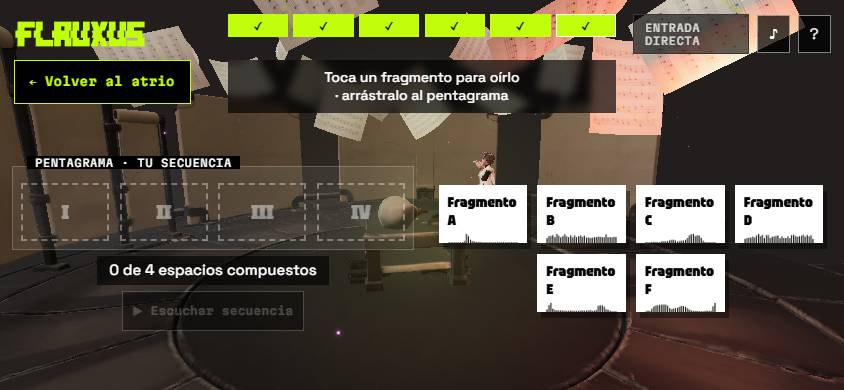 FLAUXUS
✓ ✓ ✓ ✓ ✓ ✓
ENTRADA
DIRECTA
♪ ?
← Volver al atrio
Toca un fragmento para oírlo
· arrástralo al pentagrama
PENTAGRAMA · TU SECUENCIA
I II III IV
Fragmento
A
Fragmento
B
Fragmento
C
Fragmento
D
Fragmento
E
Fragmento
F
0 de 4 espacios compuestos
▶ Escuchar secuencia